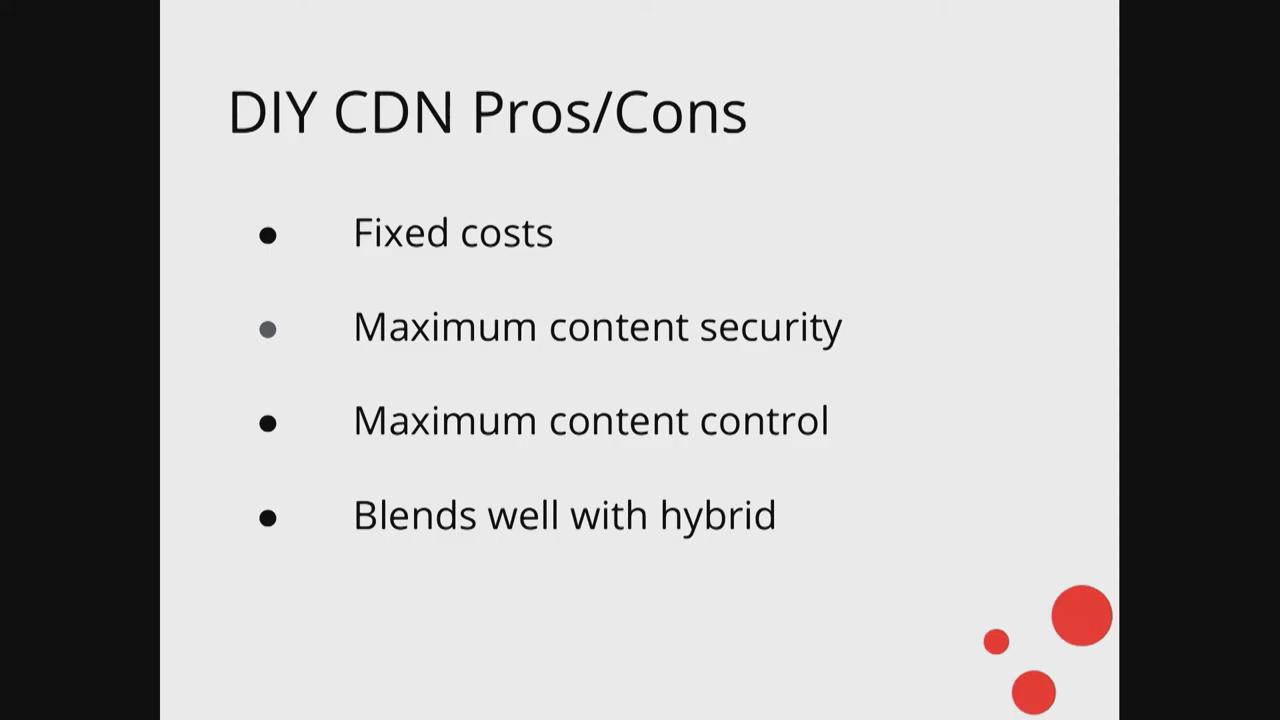 DIY CDN Pros/Cons
● Fixed costs
● Maximum content security
● Maximum content control
● Blends well with hybrid